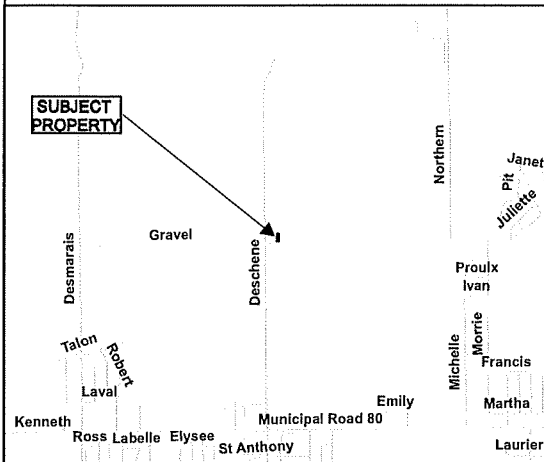 SUBJECT
PROPERTY
Northern
Janet
Pit
Juliette
Gravel
Desmarais
Deschene
Proulx
Ivan
Talon
Robert
Michelle
Morrie
Francis
Laval
Emily
Martha
Kenneth
Municipal Road 80
Ross Labelle Elysee
St Anthony
Laurier